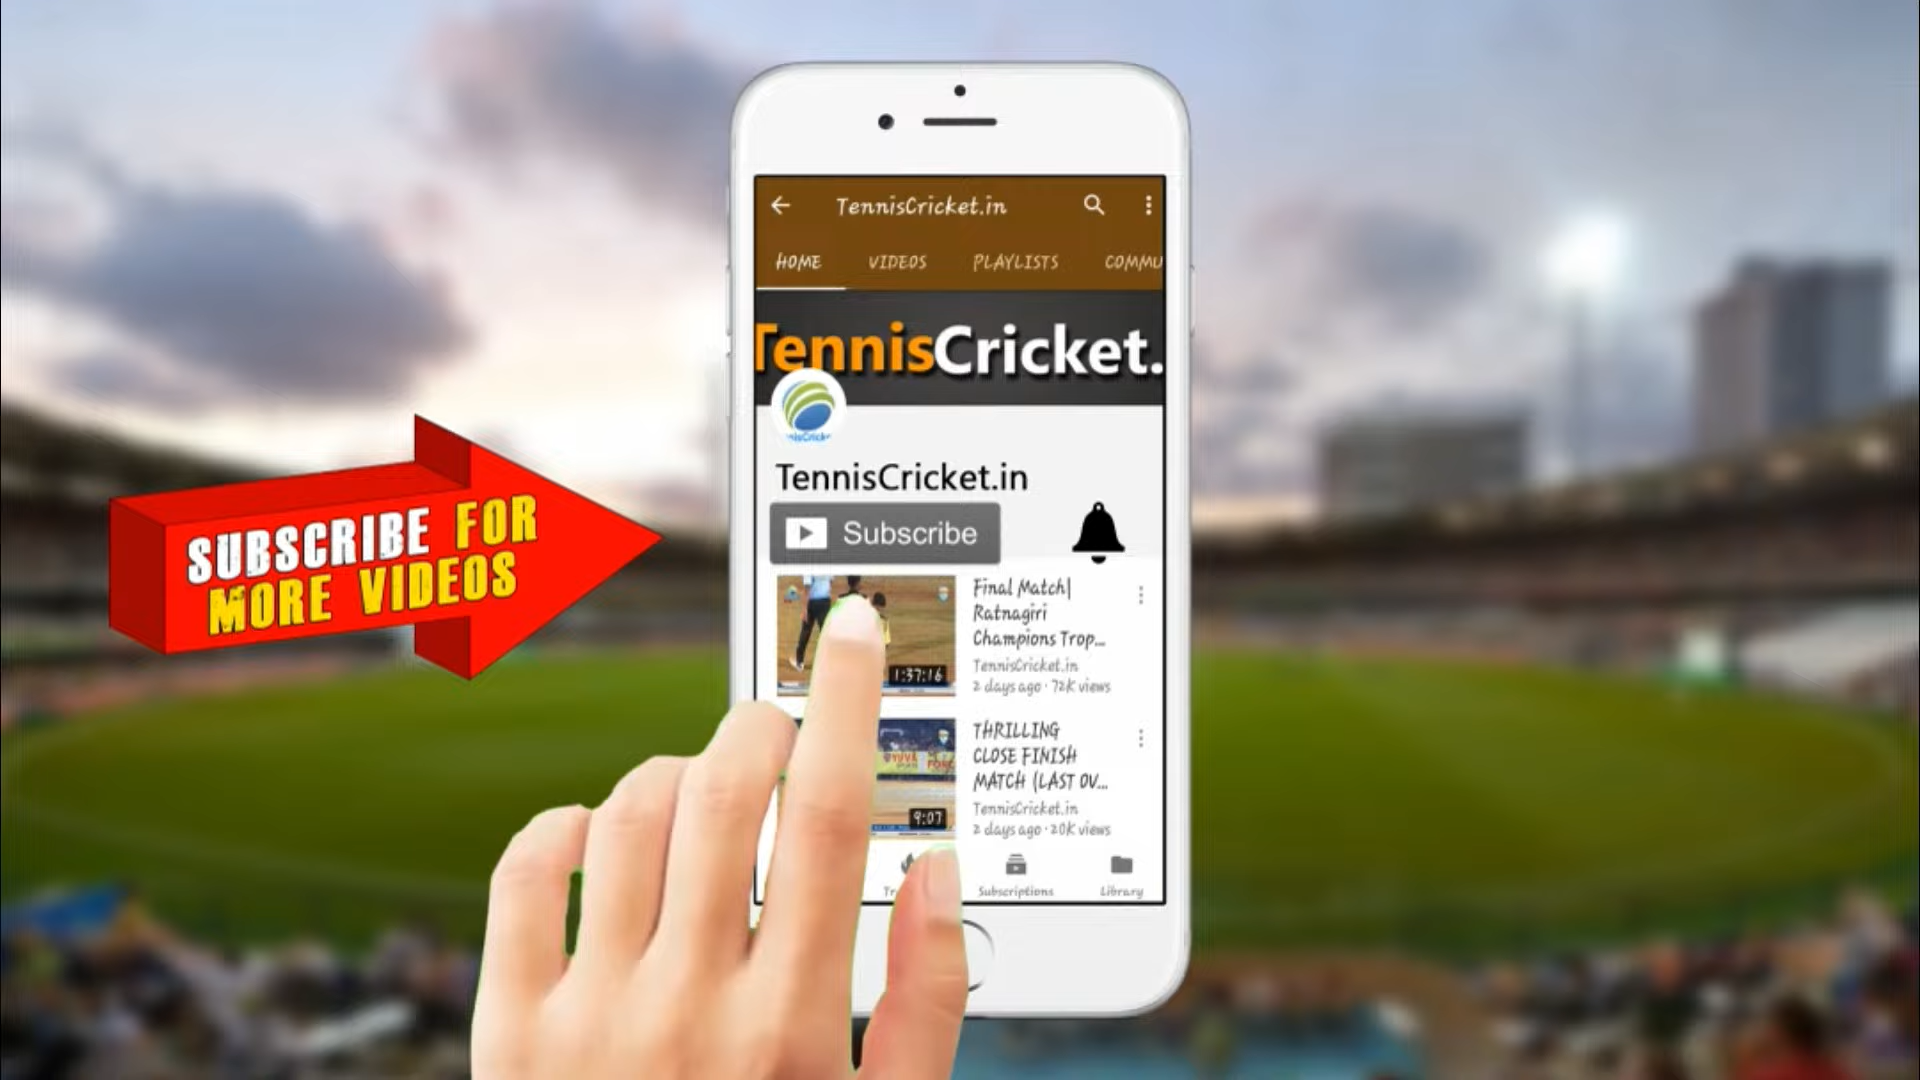 TennisCricket.in
HOME VIDEOS PLAYLISTS COMMU
TennisCricket.
TennisCricket.in
Subscribe
SUBSCRIBE FOR
MORE VIDEOS
Final Match|
Ratnagiri
Champions Trop...
TennisCricket.in
2 days ago · 72K views
1:37:16
THRILLING
CLOSE FINISH
MATCH (LAST OV...
TennisCricket.in
2 days ago · 20K views
9:07
Subscriptions
Library